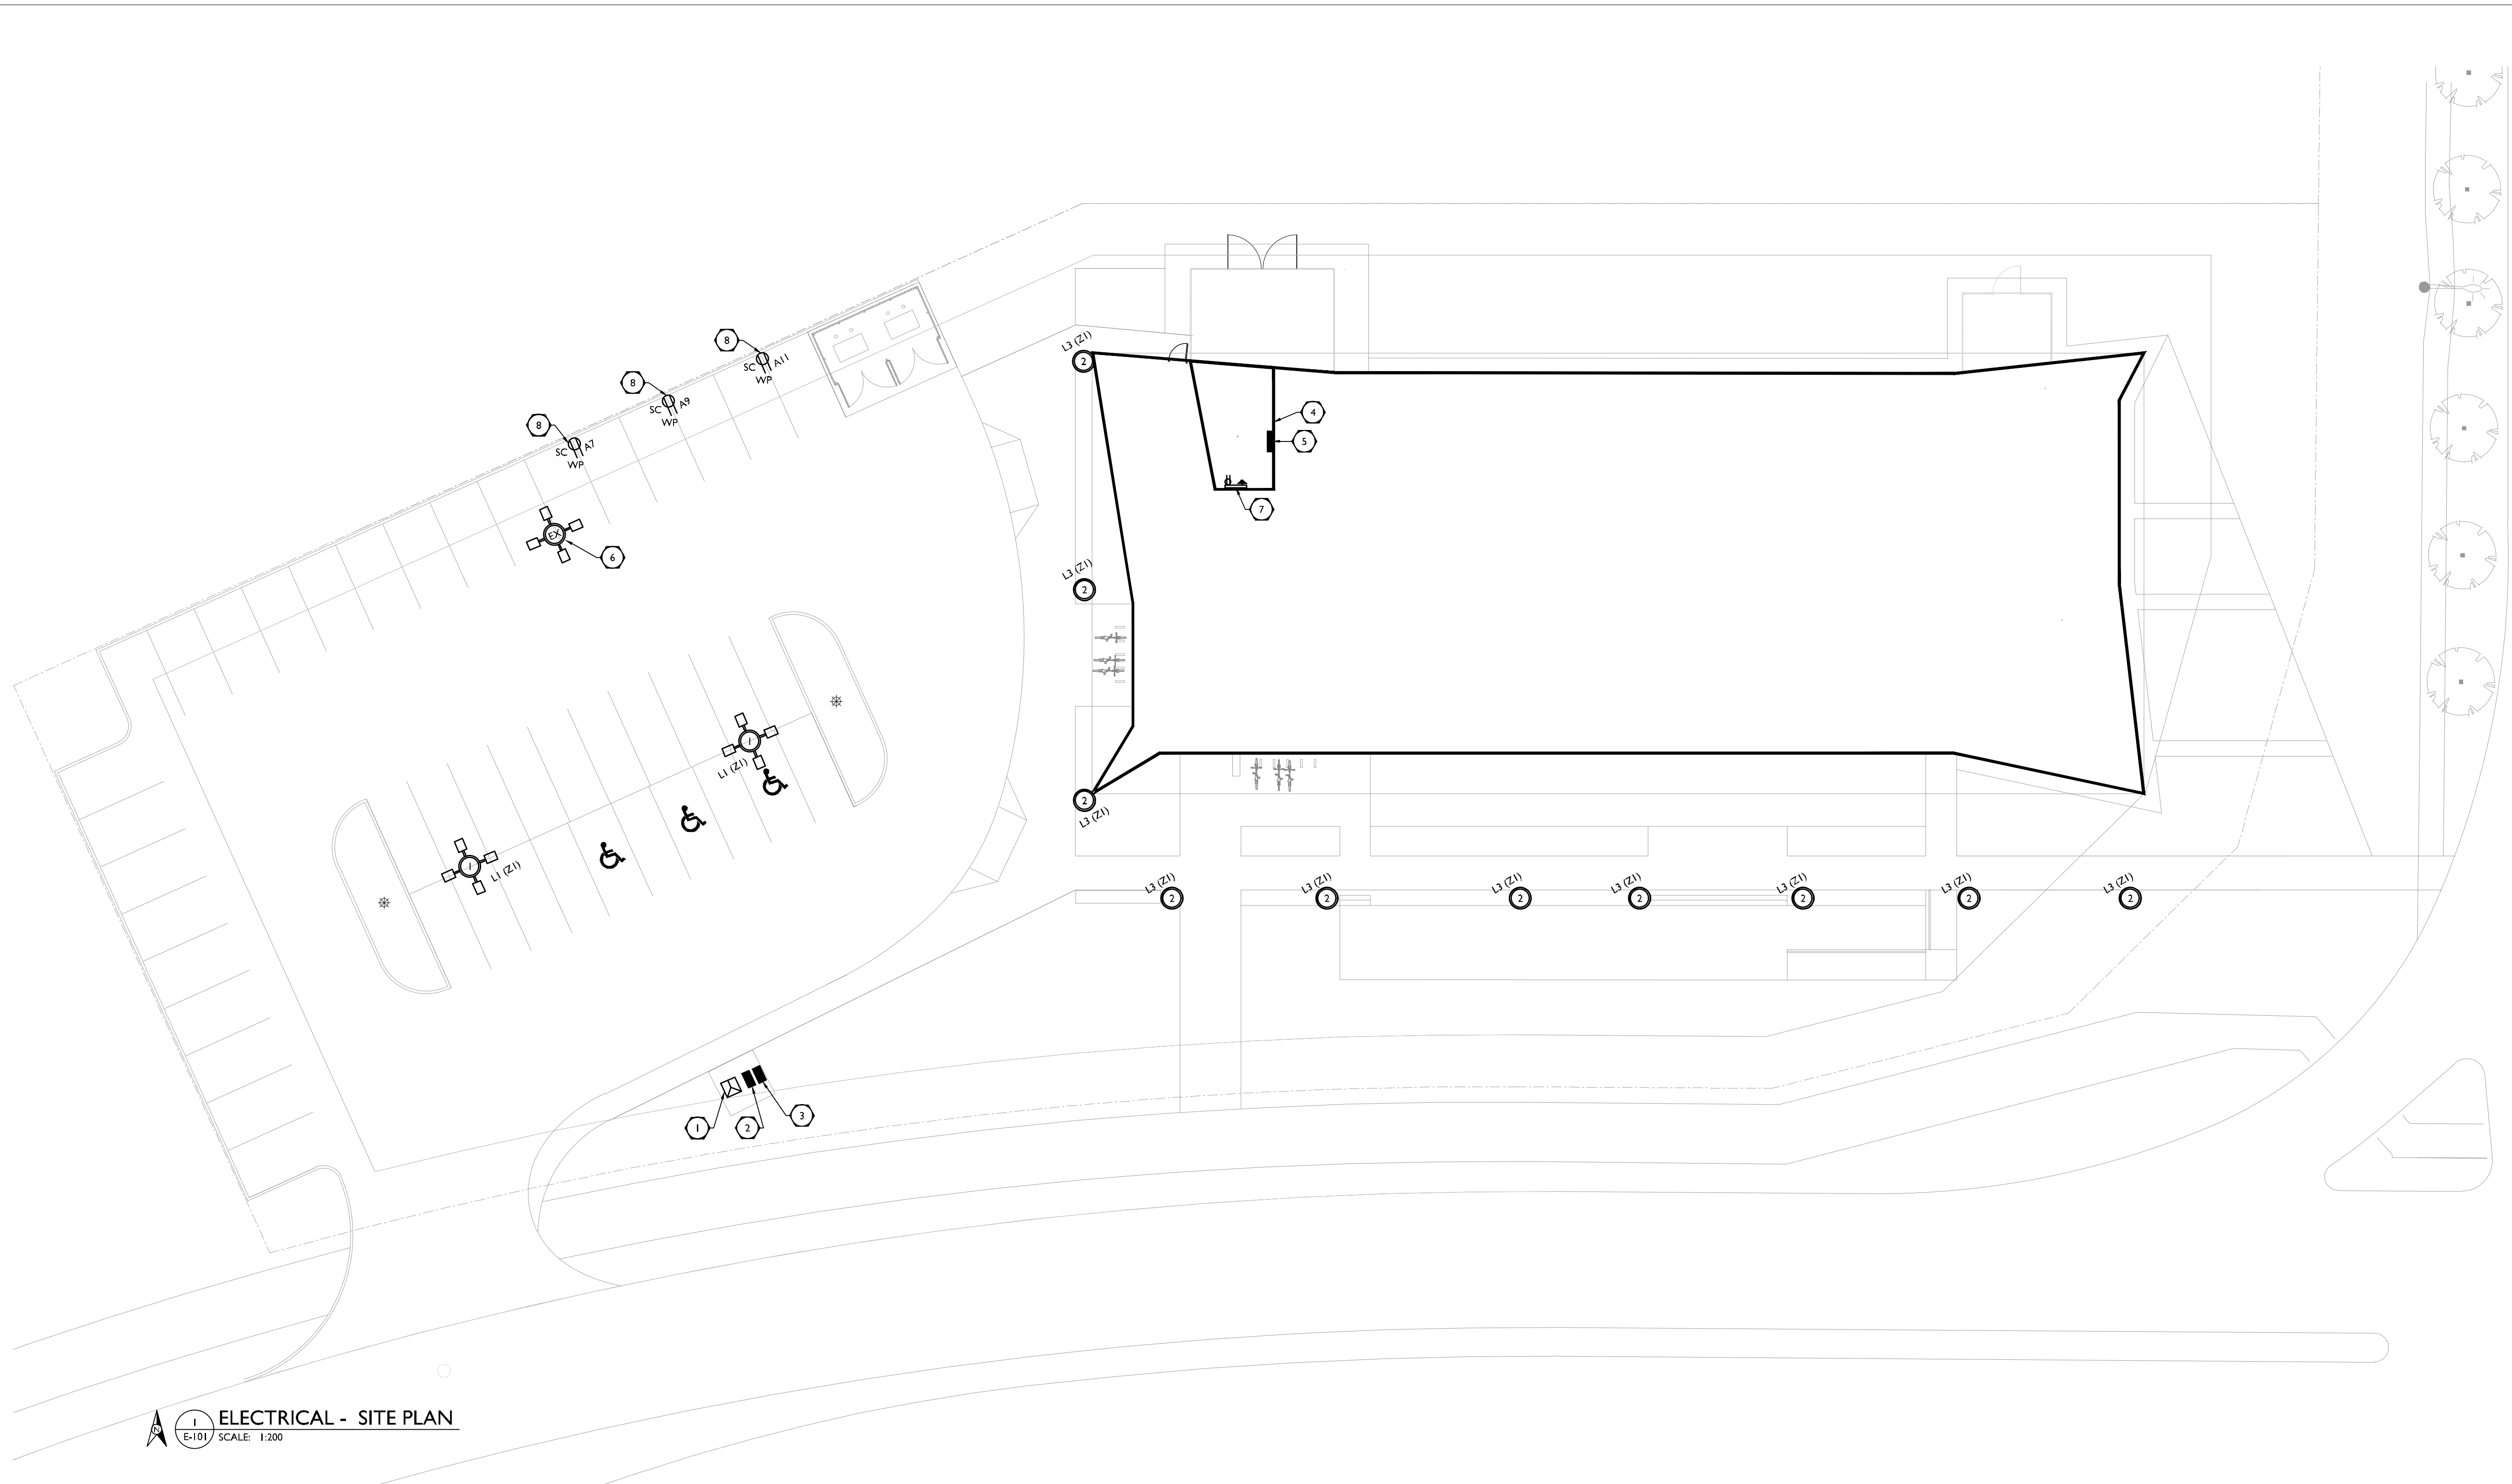 8
A11
SC
WP
8
A9
SC
WP
8
A7
SC
WP
EX
6
L3 (Z1)
2
4
5
7
L3 (Z1)
2
1
L1 (Z1)
1
L1 (Z1)
2
L3 (Z1)
L3 (Z1)
2
L3 (Z1)
2
L3 (Z1)
2
L3 (Z1)
2
L3 (Z1)
2
L3 (Z1)
2
L3 (Z1)
2
1
2
3
N
1
E-101
ELECTRICAL - SITE PLAN
SCALE: 1:200